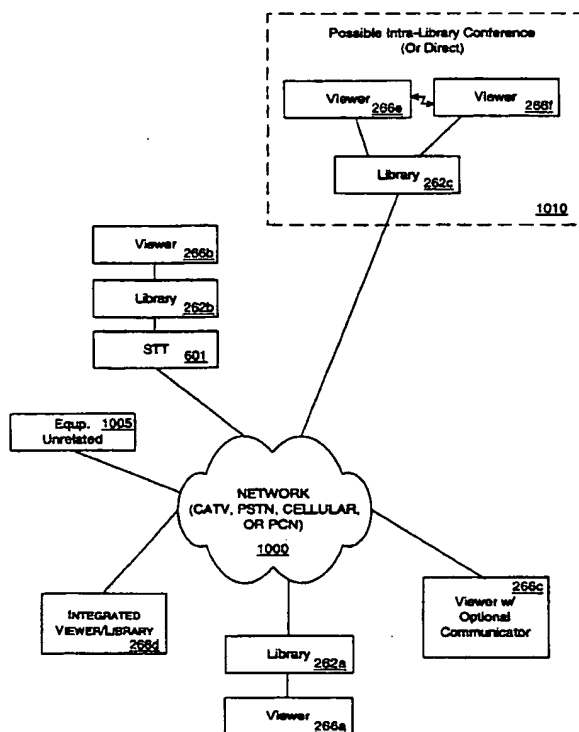 Possible Intra-Library Conference
(Or Direct)
Viewer
266e
Viewer
266f
Library
262c
1010
Viewer
266b
Library
262b
STT
601
Equp.
1005
Unrelated
NETWORK
(CATV, PSTN, CELLULAR,
OR PCN)
1000
INTEGRATED
VIEWER/LIBRARY
266d
266c
Viewer w/
Optional
Communicator
Library
262a
Viewer
266a